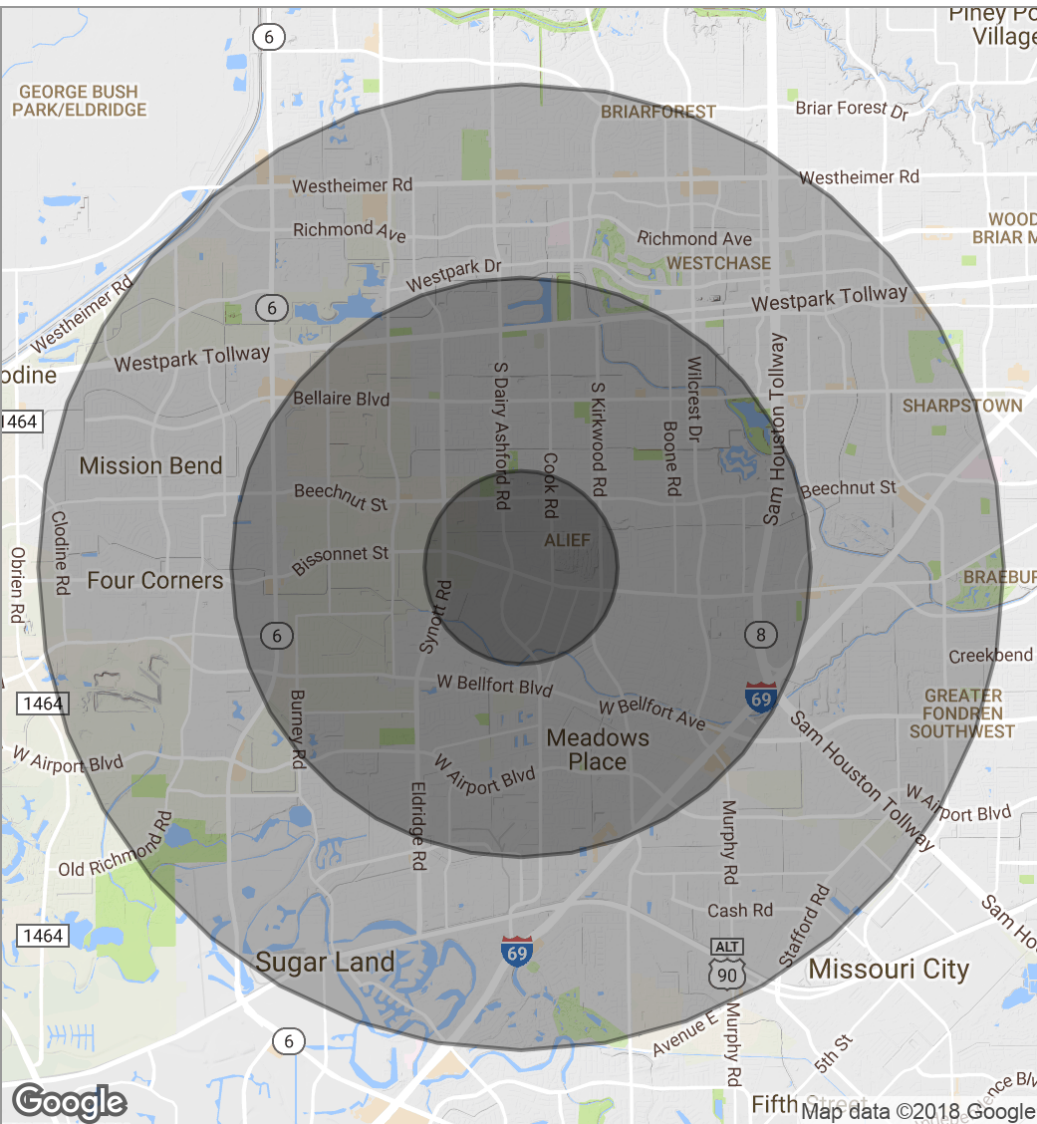 Piney Po
Village
6
GEORGE BUSH
PARK/ELDRIDGE
BRIARFOREST
Briar Forest Dr
Westheimer Rd
Westheimer Rd
WOOD
BRIAR M
Richmond Ave
Richmond Ave
WESTCHASE
Westpark Dr
Westheimer Rd
6
Westpark Tollway
Westpark Tollway
odine
S Dairy Ashford Rd
S Kirkwood Rd
Wilcrest Dr
Sam Houston Tollway
Bellaire Blvd
SHARPSTOWN
1464
Boone Rd
Mission Bend
Cook Rd
Beechnut St
Beechnut St
Clodine Rd
ALIEF
Obrien Rd
Bissonnet St
Four Corners
BRAEBUR
Synott Rd
6
8
Creekbend
W Bellfort Blvd
69
1464
Burney Rd
W Bellfort Ave
GREATER
FONDREN
SOUTHWEST
Meadows
Place
Sam Houston Tollway
W Airport Blvd
W Airport Blvd
Eldridge Rd
W Airport Blvd
Murphy Rd
Old Richmond Rd
Cash Rd
Stafford Rd
Sam Ho
1464
ALT
90
69
Sugar Land
Missouri City
6
Avenue E
Murphy Rd
5th St
Google
Fifth Street
Map data ©2018 Google